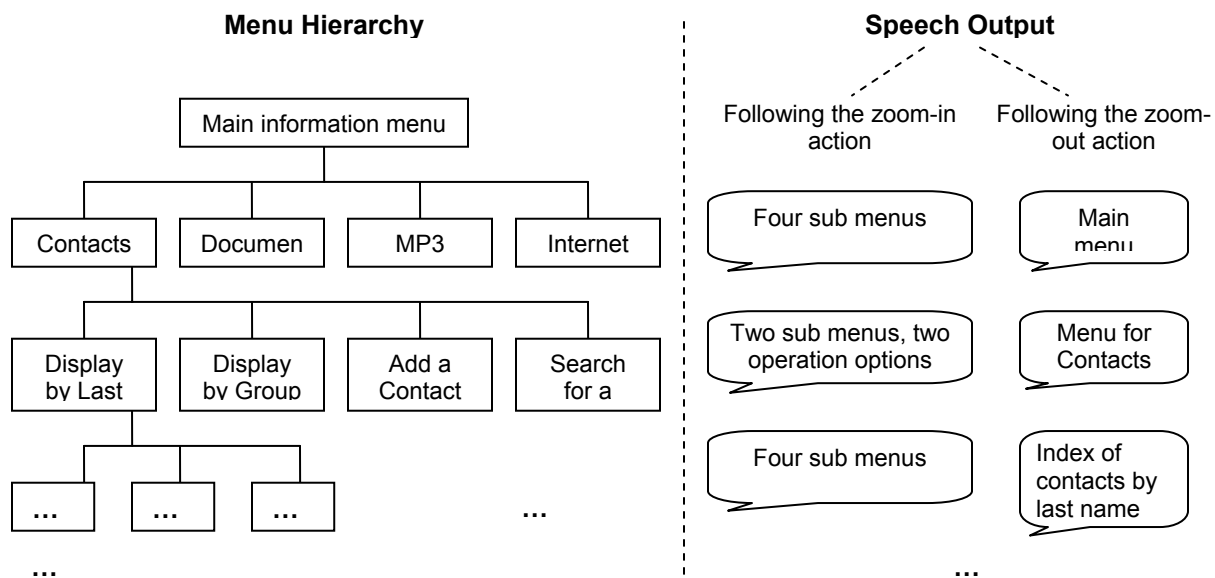 Menu Hierarchy
Main information menu
Contacts
Documen
MP3
Internet
Display
by Last
Display
by Group
Add a
Contact
Search
for a
...
...
...
...
...
Speech Output
Following the zoom-in
action
Following the zoom-
out action
Four sub menus
Main
menu
Two sub menus, two
operation options
Menu for
Contacts
Four sub menus
Index of
contacts by
last name
...